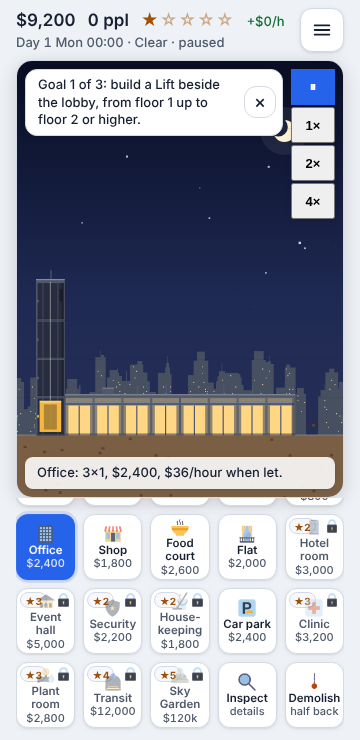 $9,200 0 ppl ★☆☆☆☆ +$0/h
Day 1 Mon 00:00 · Clear · paused
Goal 1 of 3: build a Lift beside
the lobby, from floor 1 up to
floor 2 or higher.
×
1×
2×
4×
Office: 3×1, $2,400, $36/hour when let.
Office
$2,400
Shop
$1,800
Food
court
$2,600
Flat
$2,000
★2
Hotel
room
$3,000
★3
Event
hall
$5,000
★2
Security
$2,200
★2
House-
keeping
$1,800
Car park
$2,400
★3
Clinic
$3,200
★3
Plant
room
$2,800
★4
Transit
$12,000
★5
Sky
Garden
$120k
Inspect
details
Demolish
half back